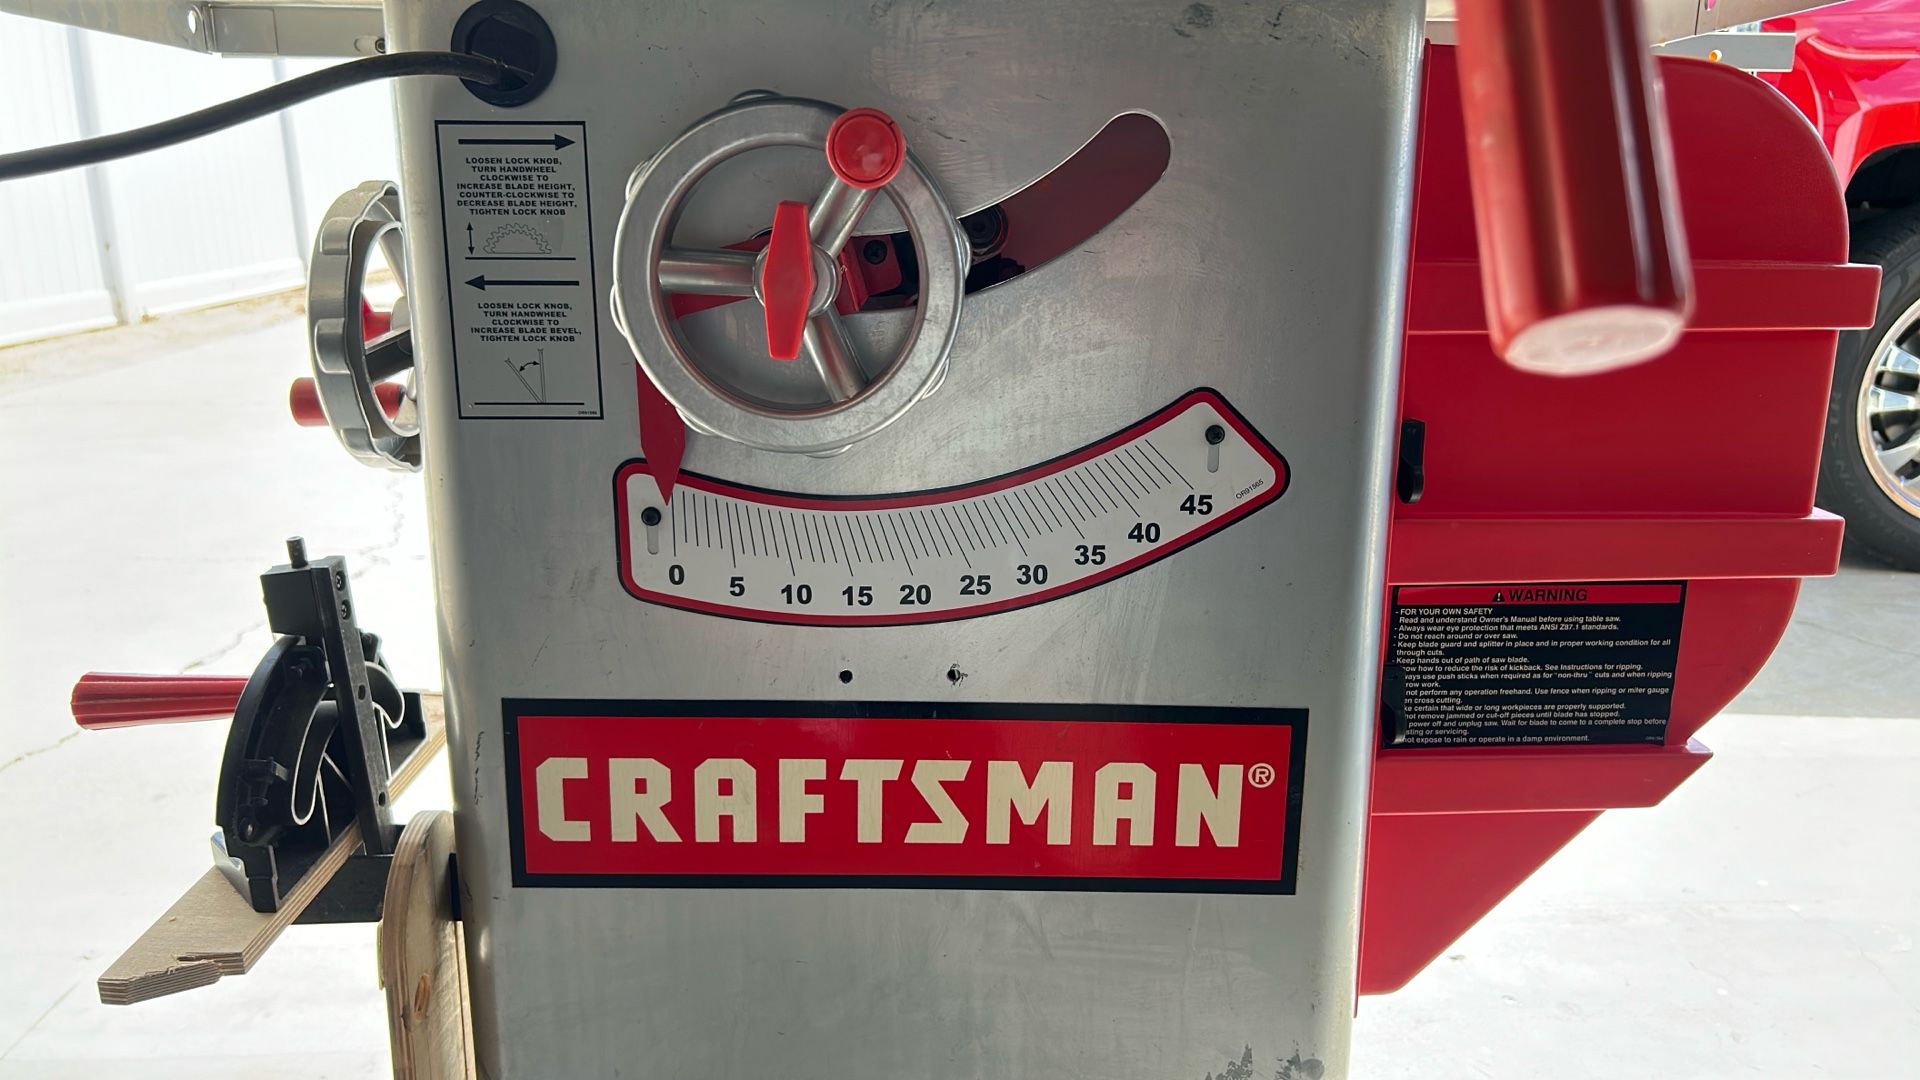 LOOSEN LOCK KNOB,
TURN HANDWHEEL
CLOCKWISE TO
INCREASE BLADE HEIGHT,
COUNTER-CLOCKWISE TO
DECREASE BLADE HEIGHT,
TIGHTEN LOCK KNOB
LOOSEN LOCK KNOB,
TURN HANDWHEEL
CLOCKWISE TO
INCREASE BLADE BEVEL,
TIGHTEN LOCK KNOB
0 5 10 15 20 25 30 35 40 45
OR91565
CRAFTSMAN®
WARNING
- FOR YOUR OWN SAFETY
Read and understand Owner's Manual before using table saw.
- Always wear eye protection that meets ANSI Z87.1 standards.
- Do not reach around or over saw.
- Keep blade guard and splitter in place and in proper working condition for all
through cuts.
- Keep hands out of path of saw blade.
how to reduce the risk of kickback. See Instructions for ripping.
use push sticks when required as for "non-thru" cuts and when ripping
work.
not perform any operation freehand. Use fence when ripping or miter gauge
cross cutting.
certain that wide or long workpieces are properly supported.
not remove jammed or cut-off pieces until blade has stopped.
power off and unplug saw. Wait for blade to come to a complete stop before
or servicing.
not expose to rain or operate in a damp environment.